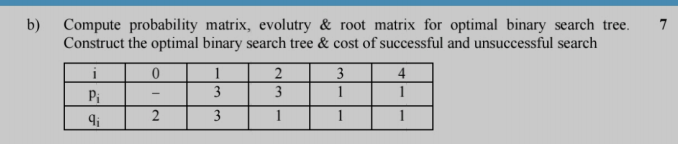 b) Compute probability matrix, evolutry & root matrix for optimal binary search tree. 7
Construct the optimal binary search tree & cost of successful and unsuccessful search
i 0 1 2 3 4
Pi – 3 3 1 1
qi 2 3 1 1 1